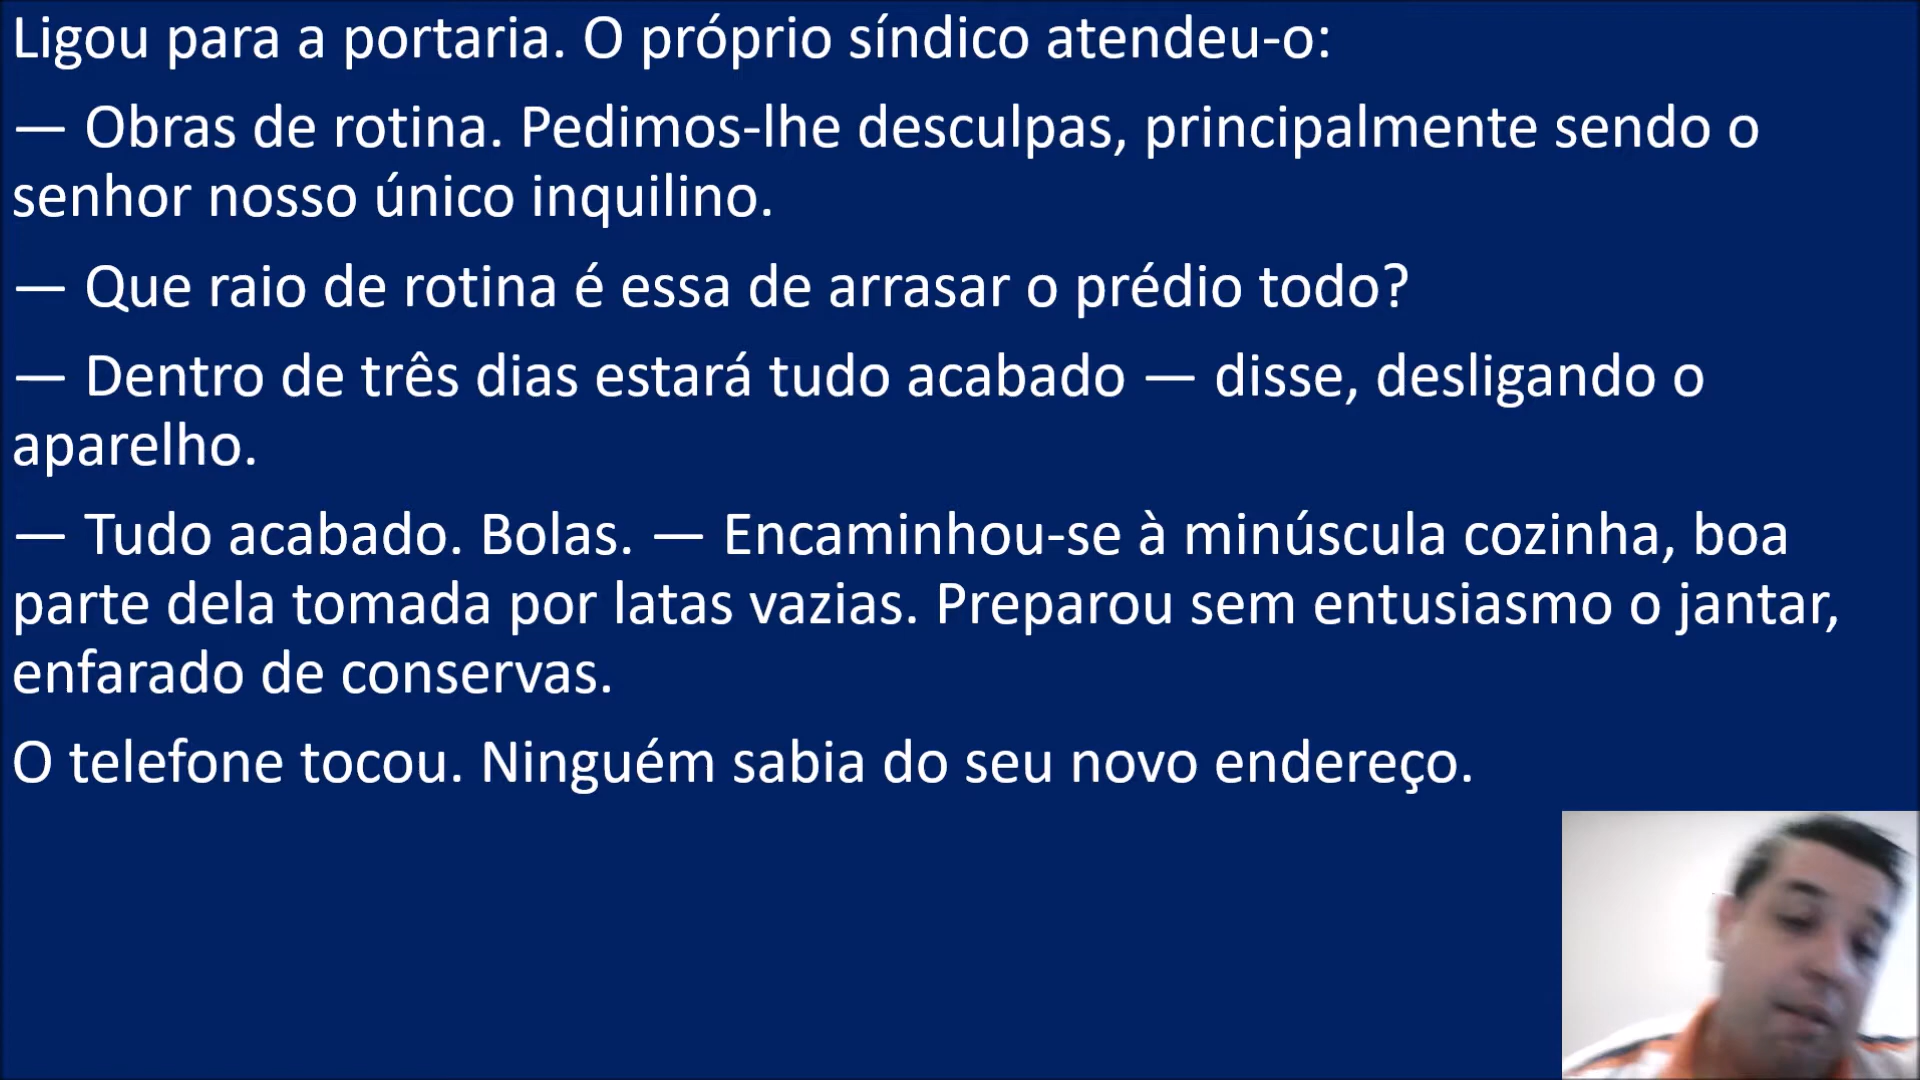 Ligou para a portaria. O próprio síndico atendeu-o:
— Obras de rotina. Pedimos-lhe desculpas, principalmente sendo o
senhor nosso único inquilino.
— Que raio de rotina é essa de arrasar o prédio todo?
— Dentro de três dias estará tudo acabado — disse, desligando o
aparelho.
— Tudo acabado. Bolas. — Encaminhou-se à minúscula cozinha, boa
parte dela tomada por latas vazias. Preparou sem entusiasmo o jantar,
enfarado de conservas.
O telefone tocou. Ninguém sabia do seu novo endereço.